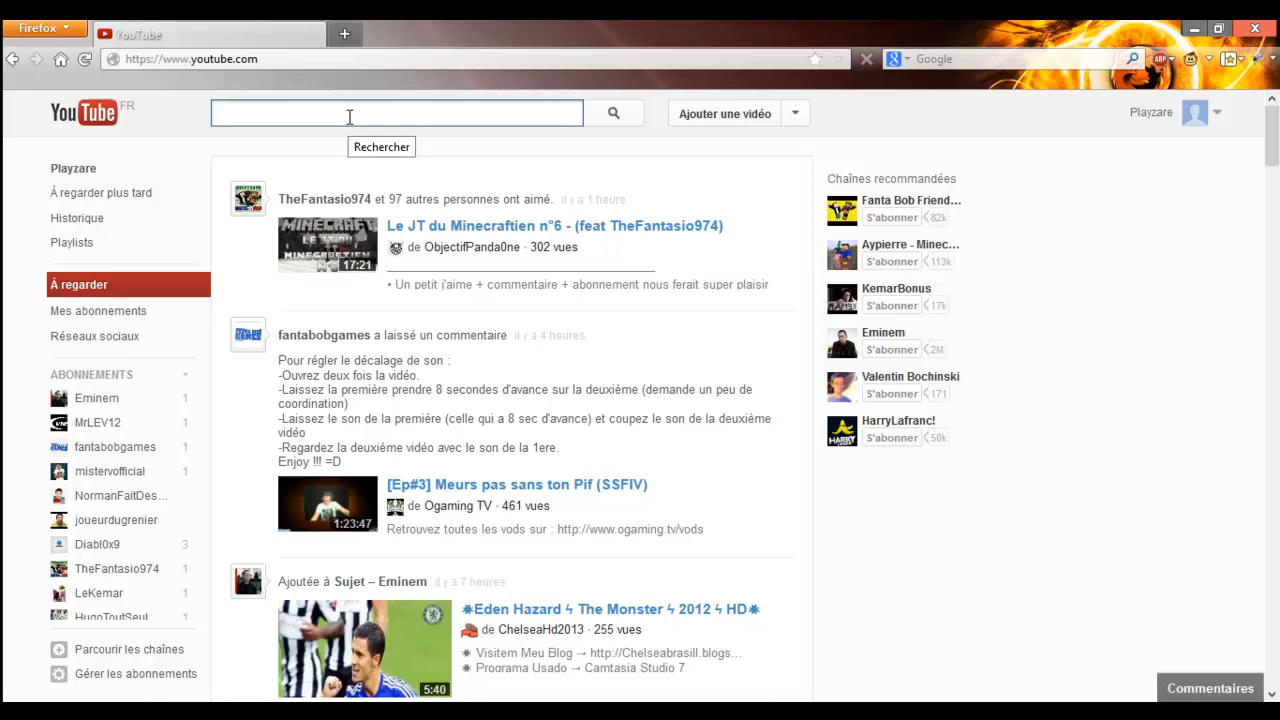 Firefox
YouTube
https://www.youtube.com
Google
ABP
YouTube FR
Ajouter une vidéo
Playzare
Rechercher
Playzare
À regarder plus tard
Historique
Playlists
À regarder
Mes abonnements
Réseaux sociaux
ABONNEMENTS
Eminem 1
MrLEV12 1
fantabobgames 1
mistervofficial 1
NormanFaitDes... 1
joueurdugrenier 1
Diabl0x9 3
TheFantasio974 1
LeKemar 1
HugoToutSeul 1
Parcourir les chaînes
Gérer les abonnements
TheFantasio974 et 97 autres personnes ont aimé. il y a 1 heure
MINECRAFT
LE JT DU
MINECRAFTIEN
17:21
Le JT du Minecraftien n°6 - (feat TheFantasio974)
de ObjectifPanda0ne · 302 vues
• Un petit j'aime + commentaire + abonnement nous ferait super plaisir
fantabobgames a laissé un commentaire il y a 4 heures
Pour régler le décalage de son :
-Ouvrez deux fois la vidéo.
-Laissez la première prendre 8 secondes d'avance sur la deuxième (demande un peu de
coordination)
-Laissez le son de la première (celle qui a 8 sec d'avance) et coupez le son de la deuxième
vidéo
-Regardez la deuxième vidéo avec le son de la 1ere.
Enjoy !!! =D
1:23:47
[Ep#3] Meurs pas sans ton Pif (SSFIV)
de Ogaming TV · 461 vues
Retrouvez toutes les vods sur : http://www.ogaming.tv/vods
Ajoutée à Sujet – Eminem il y a 7 heures
5:40
✷Eden Hazard ϟ The Monster ϟ 2012 ϟ HD✷
de ChelseaHd2013 · 255 vues
✷ Visitem Meu Blog → http://Chelseabrasill.blogs...
✷ Programa Usado → Camtasia Studio 7
Chaînes recommandées
Fanta Bob Friend...
S'abonner 82k
Aypierre - Minec...
S'abonner 113k
KemarBonus
S'abonner 17k
Eminem
S'abonner 2M
Valentin Bochinski
S'abonner 171
HarryLafranc!
HARRY
S'abonner 50k
Commentaires